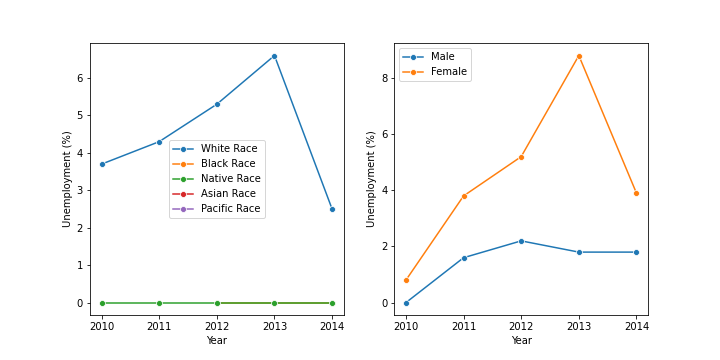 Unemployment (%)
6
5
4
3
2
1
0
2010 2011 2012 2013 2014
Year
White Race
Black Race
Native Race
Asian Race
Pacific Race
Unemployment (%)
8
6
4
2
0
2010 2011 2012 2013 2014
Year
Male
Female